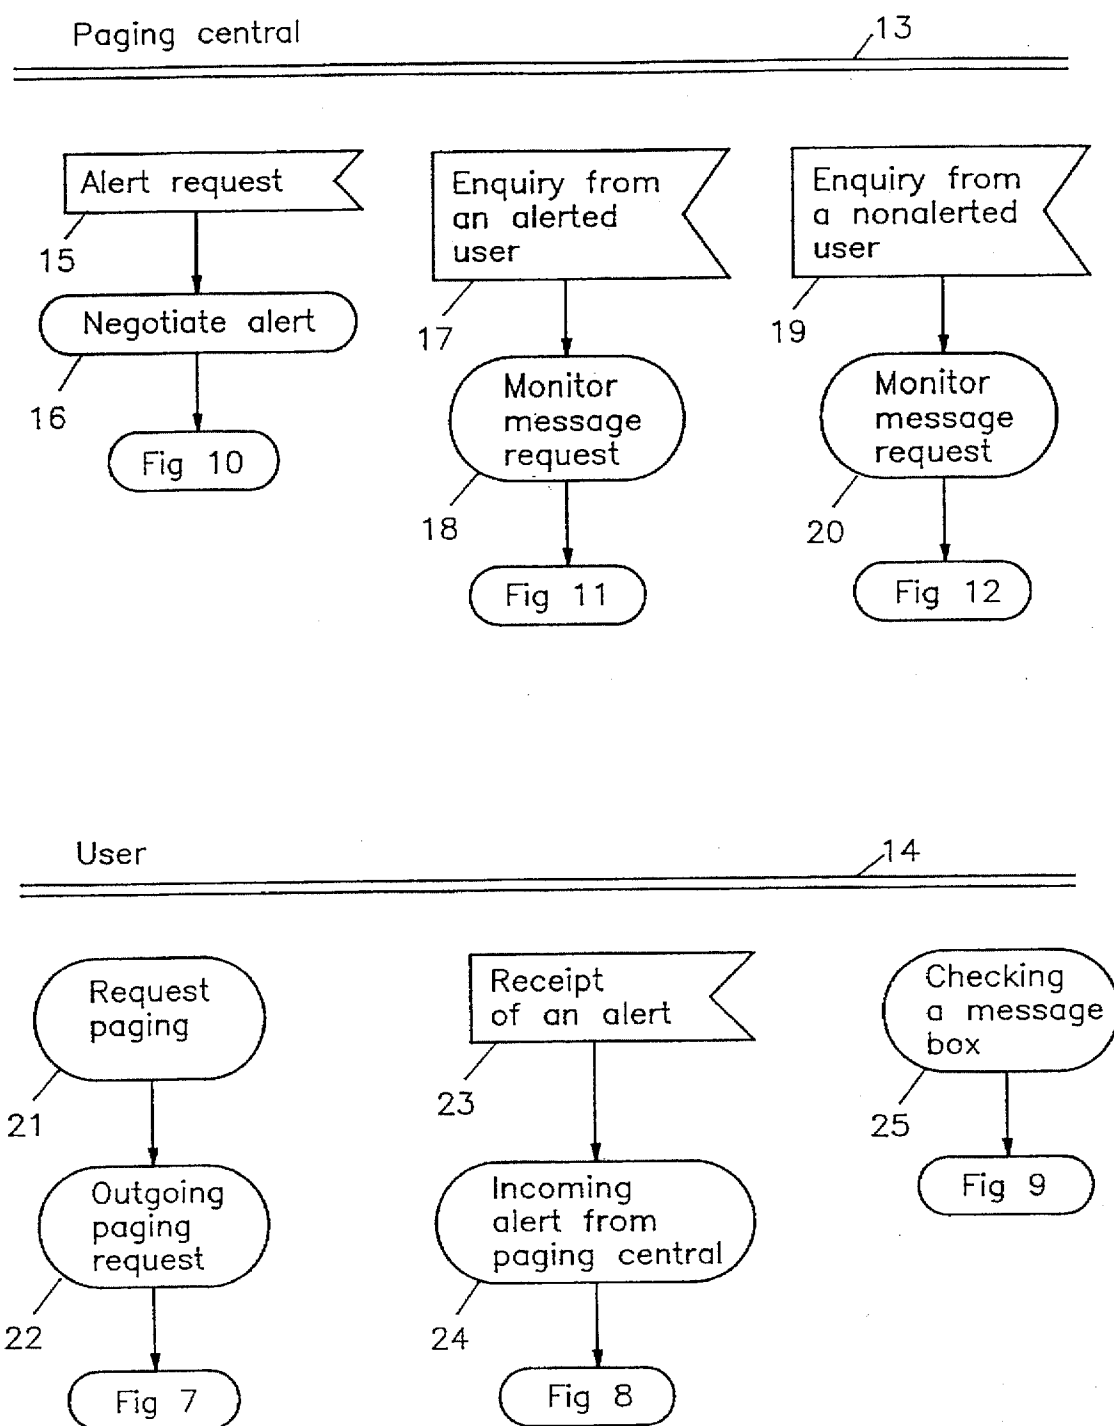 Paging central
13
Alert request
15
Negotiate alert
16
Fig 10
Enquiry from
an alerted
user
17
Monitor
message
request
18
Fig 11
Enquiry from
a nonalerted
user
19
Monitor
message
request
20
Fig 12
User
14
Request
paging
21
Outgoing
paging
request
22
Fig 7
Receipt
of an alert
23
Incoming
alert from
paging central
24
Fig 8
Checking
a message
box
25
Fig 9